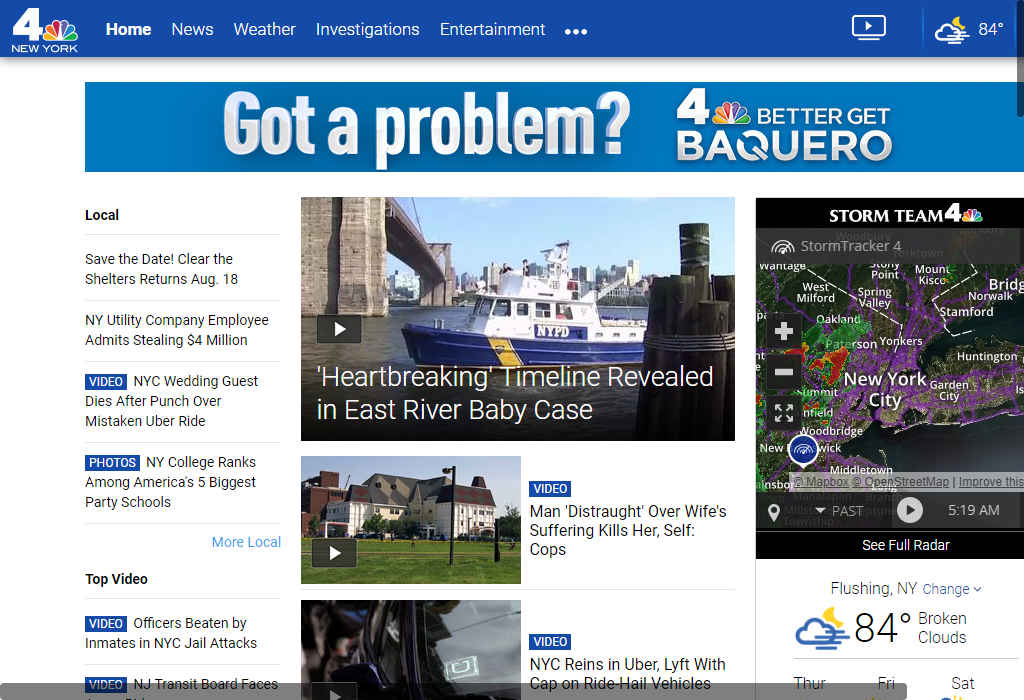 4
NEW YORK
Home
News
Weather
Investigations
Entertainment
84°
Got a problem?
4 BETTER GET
BAQUERO
Local
Save the Date! Clear the
Shelters Returns Aug. 18
NY Utility Company Employee
Admits Stealing $4 Million
VIDEO NYC Wedding Guest
Dies After Punch Over
Mistaken Uber Ride
PHOTOS NY College Ranks
Among America's 5 Biggest
Party Schools
More Local
Top Video
VIDEO Officers Beaten by
Inmates in NYC Jail Attacks
VIDEO NJ Transit Board Faces
NYPD
'Heartbreaking' Timeline Revealed
in East River Baby Case
VIDEO
Man 'Distraught' Over Wife's
Suffering Kills Her, Self:
Cops
VIDEO
NYC Reins in Uber, Lyft With
Cap on Ride-Hail Vehicles
STORM TEAM 4
StormTracker 4
Woodbury
Yorktown
Wantage
Stony
Point
Mount
Kisco
West
Milford
Spring
Valley
Bridg
Norwalk
Stamford
Oakland
Paterson
Yonkers
Huntington
New York
City
Garden
City
Summit
nfield
Woodbridge
New
wick
Middletown
ainsbor
© Mapbox © OpenStreetMap | Improve this
Manalapan
Branch
Township
PAST
5:19 AM
See Full Radar
Flushing, NY Change
84° Broken
Clouds
Thur
Fri
Sat